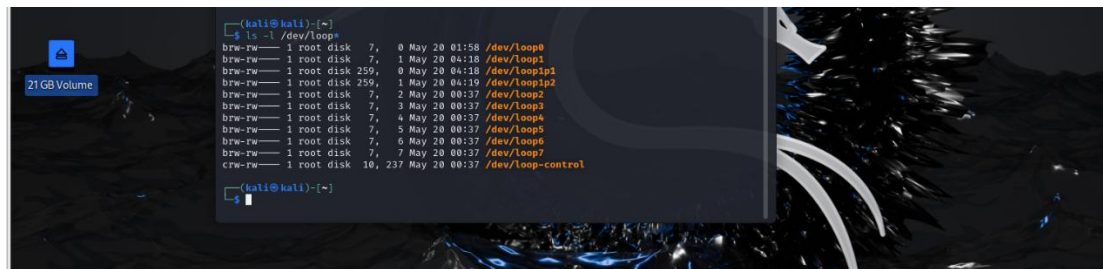 ┌──(kali㉿kali)-[~]
└─$ ls -l /dev/loop*
brw-rw---- 1 root disk   7,   0 May 20 01:58 /dev/loop0
brw-rw---- 1 root disk   7,   1 May 20 04:18 /dev/loop1
brw-rw---- 1 root disk 259,   0 May 20 04:18 /dev/loop1p1
brw-rw---- 1 root disk 259,   1 May 20 04:19 /dev/loop1p2
brw-rw---- 1 root disk   7,   2 May 20 00:37 /dev/loop2
brw-rw---- 1 root disk   7,   3 May 20 00:37 /dev/loop3
brw-rw---- 1 root disk   7,   4 May 20 00:37 /dev/loop4
brw-rw---- 1 root disk   7,   5 May 20 00:37 /dev/loop5
brw-rw---- 1 root disk   7,   6 May 20 00:37 /dev/loop6
brw-rw---- 1 root disk   7,   7 May 20 00:37 /dev/loop7
crw-rw---- 1 root disk  10, 237 May 20 00:37 /dev/loop-control
┌──(kali㉿kali)-[~]
└─$
21 GB Volume